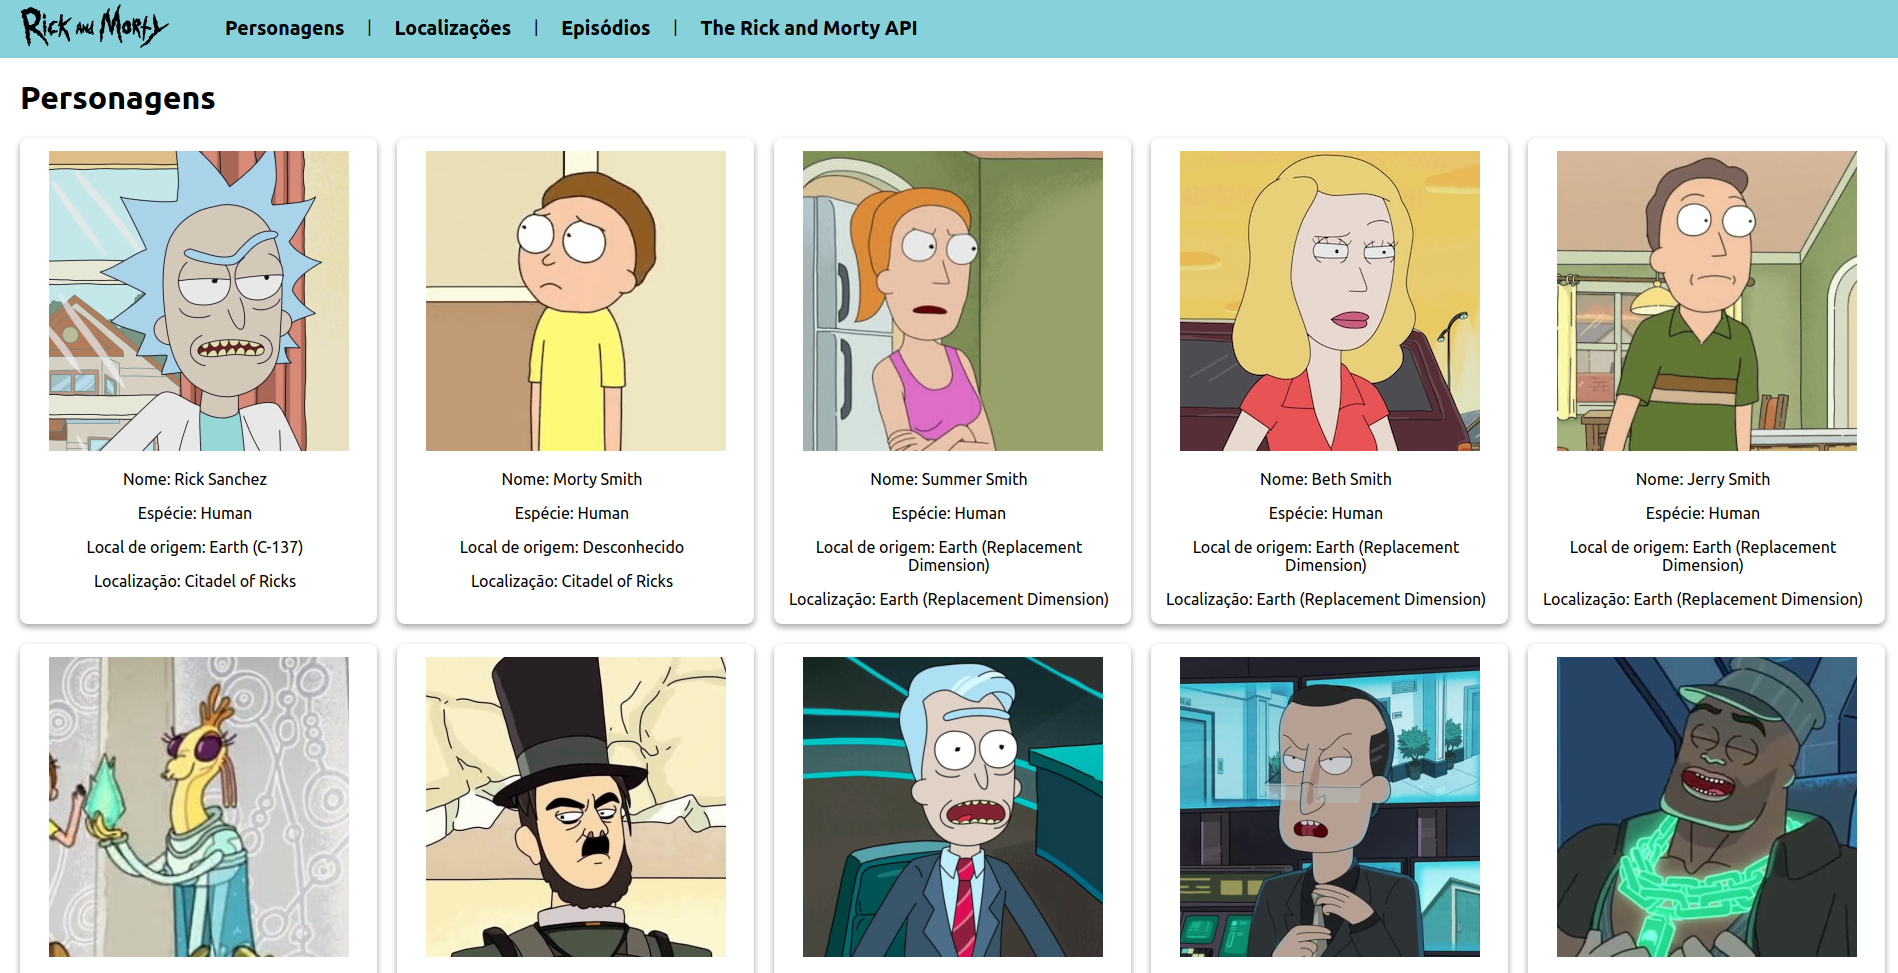 Rick and Morty
Personagens | Localizações | Episódios | The Rick and Morty API
Personagens
Nome: Rick Sanchez
Espécie: Human
Local de origem: Earth (C-137)
Localização: Citadel of Ricks
Nome: Morty Smith
Espécie: Human
Local de origem: Desconhecido
Localização: Citadel of Ricks
Nome: Summer Smith
Espécie: Human
Local de origem: Earth (Replacement
Dimension)
Localização: Earth (Replacement Dimension)
Nome: Beth Smith
Espécie: Human
Local de origem: Earth (Replacement
Dimension)
Localização: Earth (Replacement Dimension)
Nome: Jerry Smith
Espécie: Human
Local de origem: Earth (Replacement
Dimension)
Localização: Earth (Replacement Dimension)